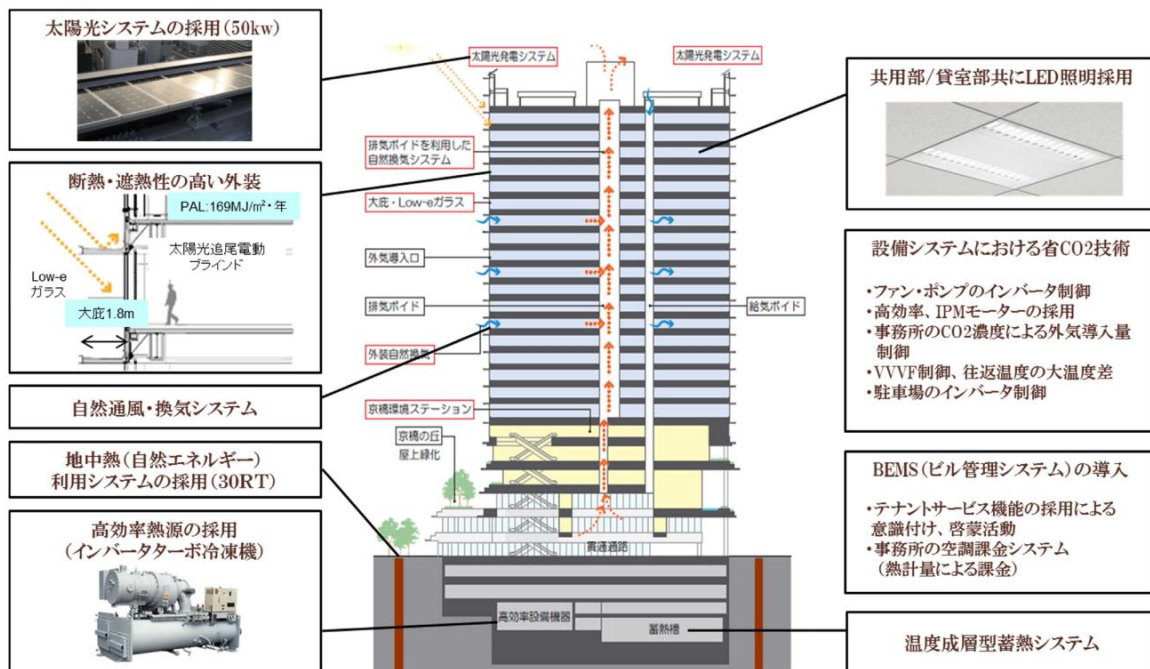 太陽光システムの採用(50kw)
断熱・遮熱性の高い外装
PAL:169MJ/㎡・年
太陽光追尾電動
ブラインド
Low-e
ガラス
大庇1.8m
自然通風・換気システム
地中熱(自然エネルギー)
利用システムの採用(30RT)
高効率熱源の採用
(インバータターボ冷凍機)
太陽光発電システム
太陽光発電システム
排気ボイドを利用した
自然換気システム
大庇・Low-eガラス
外気導入口
排気ボイド
給気ボイド
外装自然換気
京橋環境ステーション
京橋の丘
屋上緑化
貫通通路
高効率設備機器
蓄熱槽
共用部/貸室部共にLED照明採用
設備システムにおける省CO2技術
・ファン・ポンプのインバータ制御
・高効率、IPMモーターの採用
・事務所のCO2濃度による外気導入量
制御
・VVVF制御、往返温度の大温度差
・駐車場のインバータ制御
BEMS(ビル管理システム)の導入
・テナントサービス機能の採用による
意識付け、啓蒙活動
・事務所の空調課金システム
(熱計量による課金)
温度成層型蓄熱システム